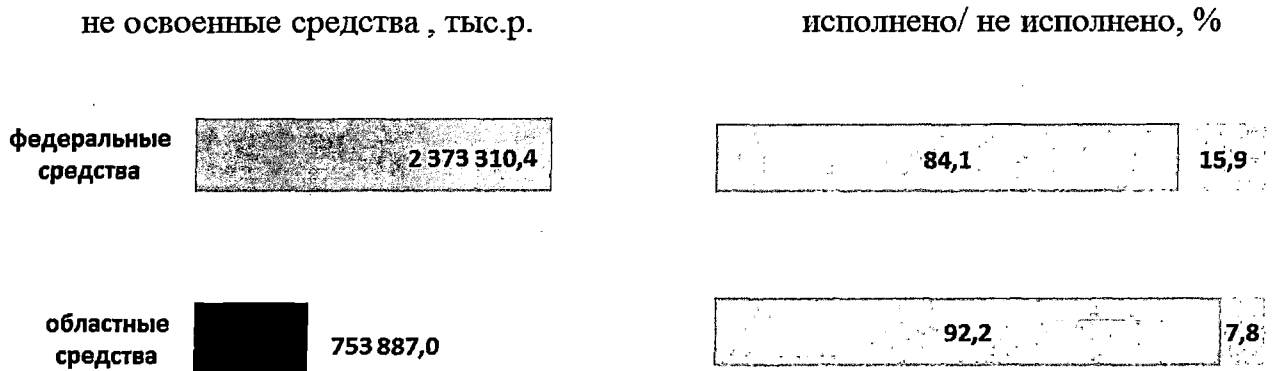 не освоенные средства , тыс.р.
исполнено/ не исполнено, %
федеральные
средства
2 373 310,4
84,1
15,9
областные
средства
753 887,0
92,2
7,8